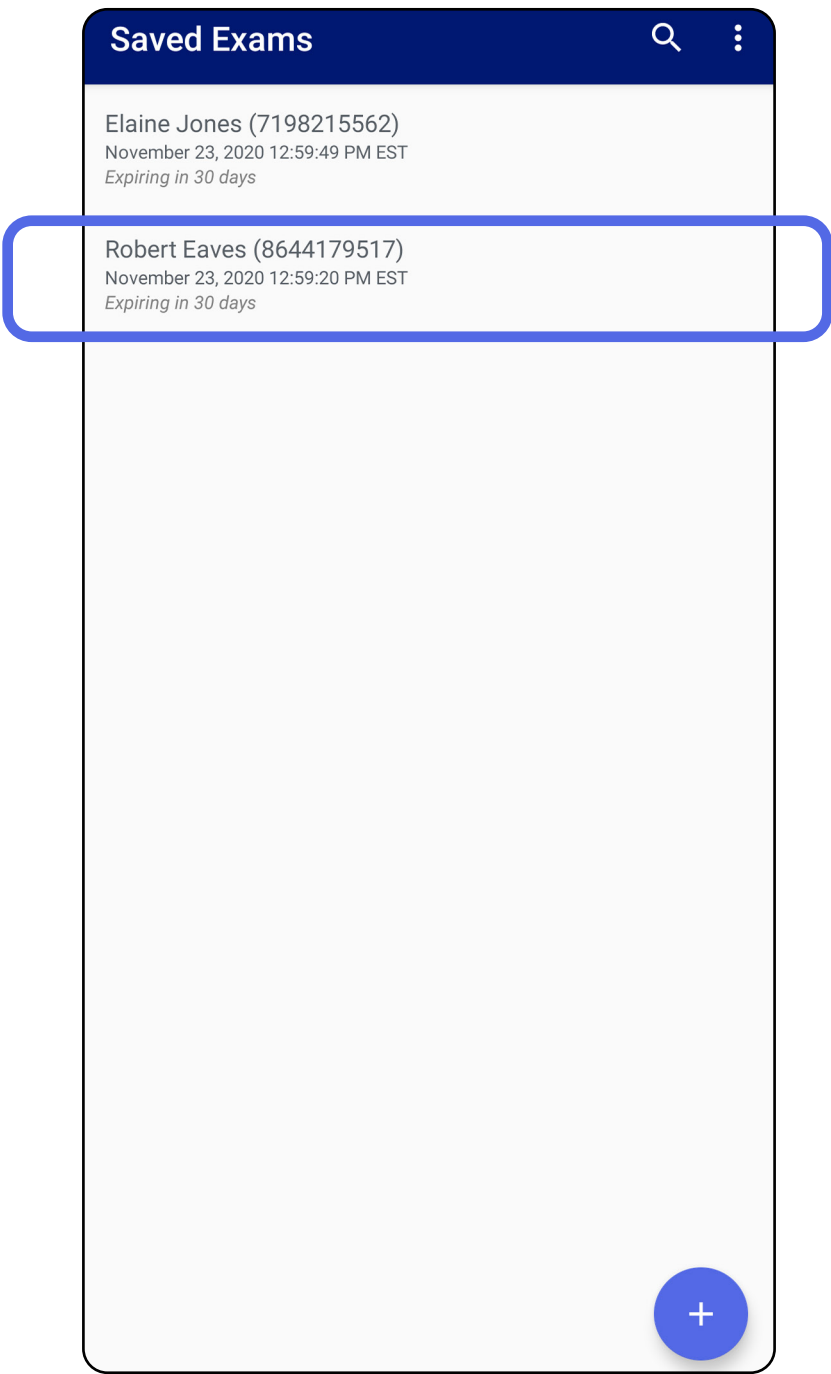 Saved Exams
Elaine Jones (7198215562)
November 23, 2020 12:59:49 PM EST
Expiring in 30 days
Robert Eaves (8644179517)
November 23, 2020 12:59:20 PM EST
Expiring in 30 days